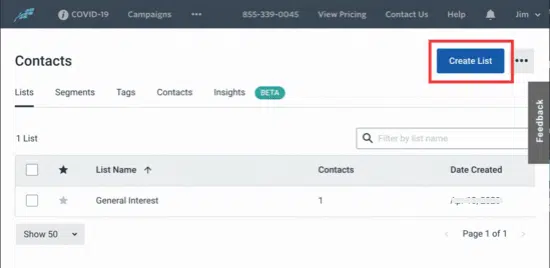 COVID-19 Campaigns ••• 855-339-0045 View Pricing Contact Us Help Jim
Contacts
Create List •••
Lists Segments Tags Contacts Insights BETA
Feedback
1 List
Filter by list name
List Name ↑ Contacts Date Created
General Interest 1
Show 50
Page 1 of 1